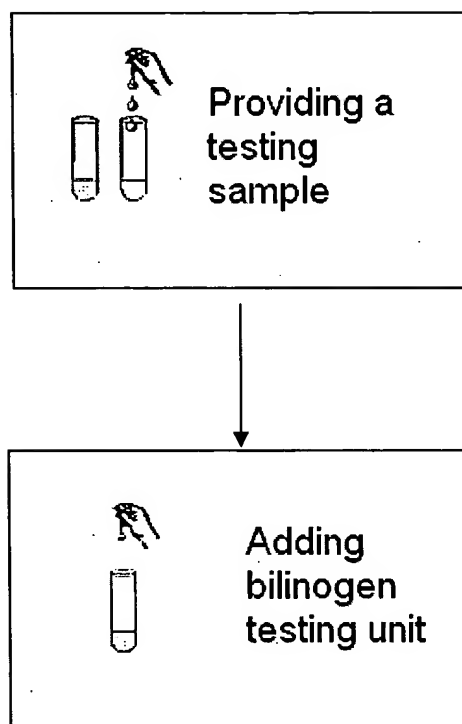 Providing a
testing
sample
Adding
bilinogen
testing unit